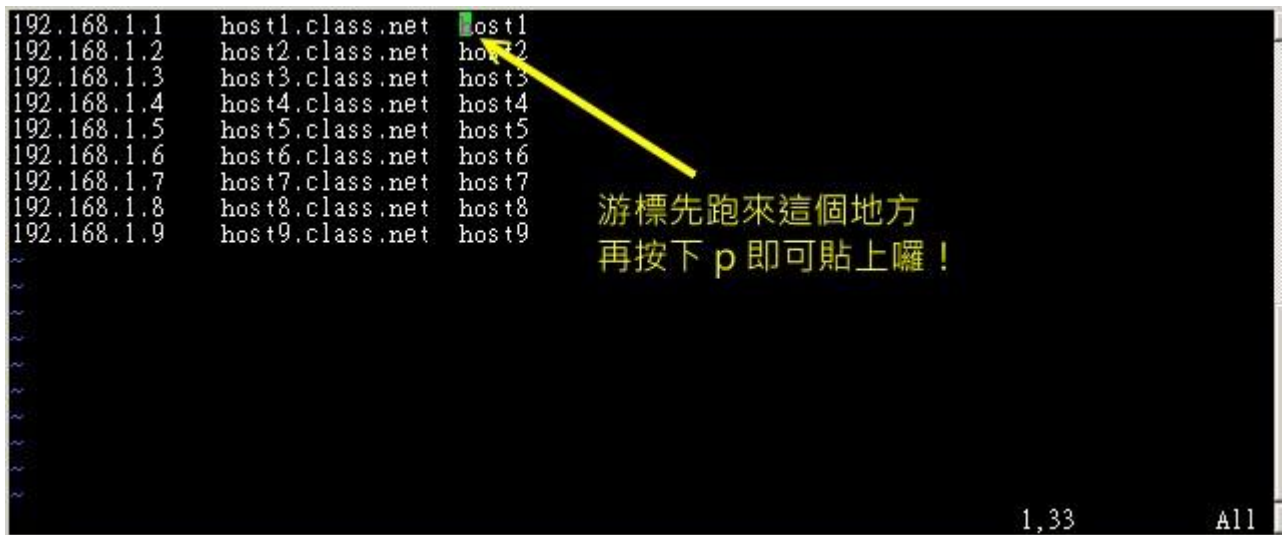 192.168.1.1 host1.class.net host1
192.168.1.2 host2.class.net host2
192.168.1.3 host3.class.net host3
192.168.1.4 host4.class.net host4
192.168.1.5 host5.class.net host5
192.168.1.6 host6.class.net host6
192.168.1.7 host7.class.net host7
192.168.1.8 host8.class.net host8
192.168.1.9 host9.class.net host9
游標先跑來這個地方
再按下 p 即可貼上囉！
~
~
~
~
~
~
~
~
~
~
1,33 All